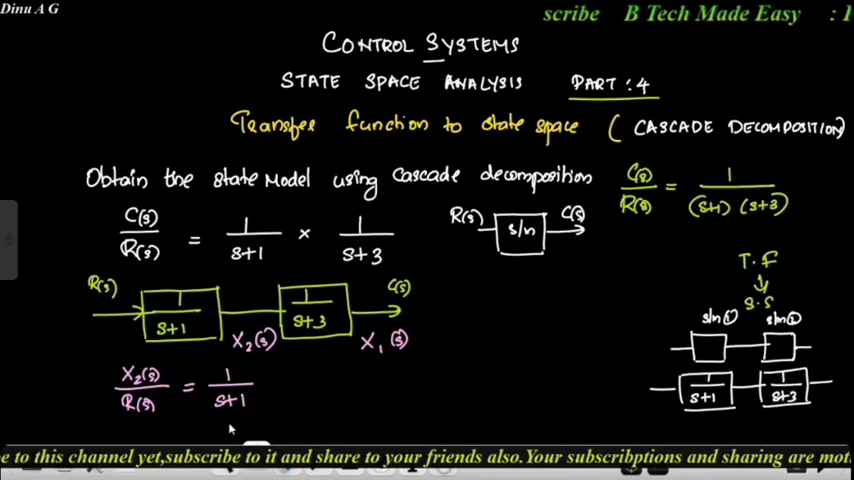 Dinu A G
scribe B Tech Made Easy : 1
CONTROL SYSTEMS
STATE SPACE ANALYSIS PART : 4
Transfer function to state space ( CASCADE DECOMPOSITION)
Obtain the state Model using Cascade decomposition C(s)/R(s) = 1/(s+1) (s+3)
C(s)/R(s) = 1/s+1 × 1/s+3
R(s) s/n C(s)
T.F
↓
S.S
R(s) 1/s+1 1/s+3 C(s)
X₂(s) X₁(s)
s/n① s/n②
1/s+1 1/s+3
X₂(s)/R(s) = 1/s+1
e to this channel yet,subscribe to it and share to your friends also.Your subscribptions and sharing are mot